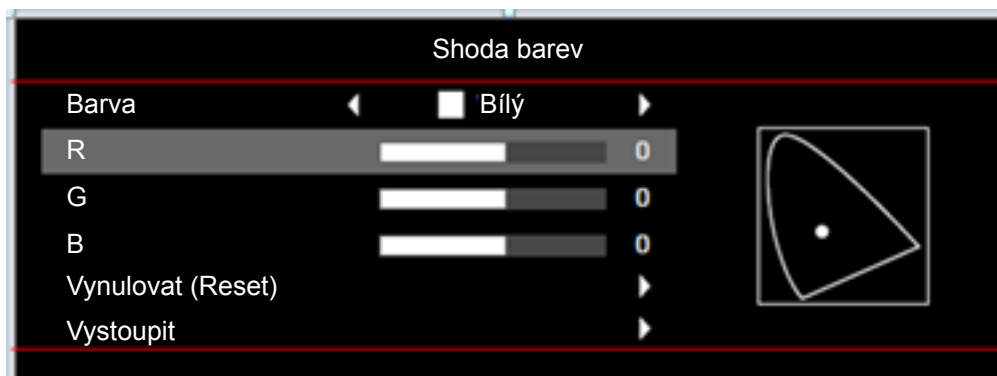 Shoda barev
Barva Bílý
R 0
G 0
B 0
Vynulovat (Reset)
Vystoupit